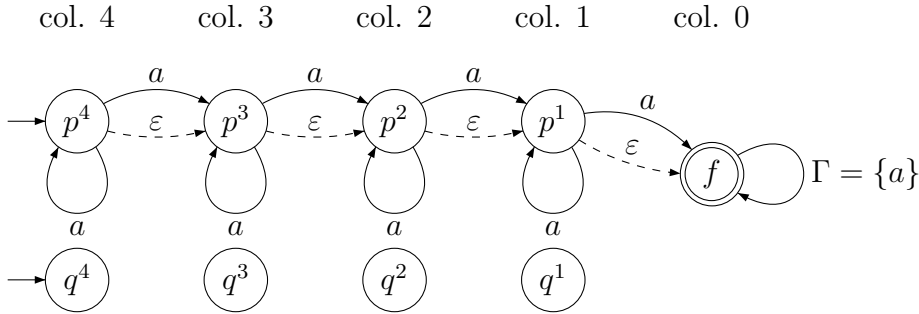 col. 4 col. 3 col. 2 col. 1 col. 0
a a a a
p⁴ ε p³ ε p² ε p¹ ε f Γ = {a}
a a a a
q⁴ q³ q² q¹